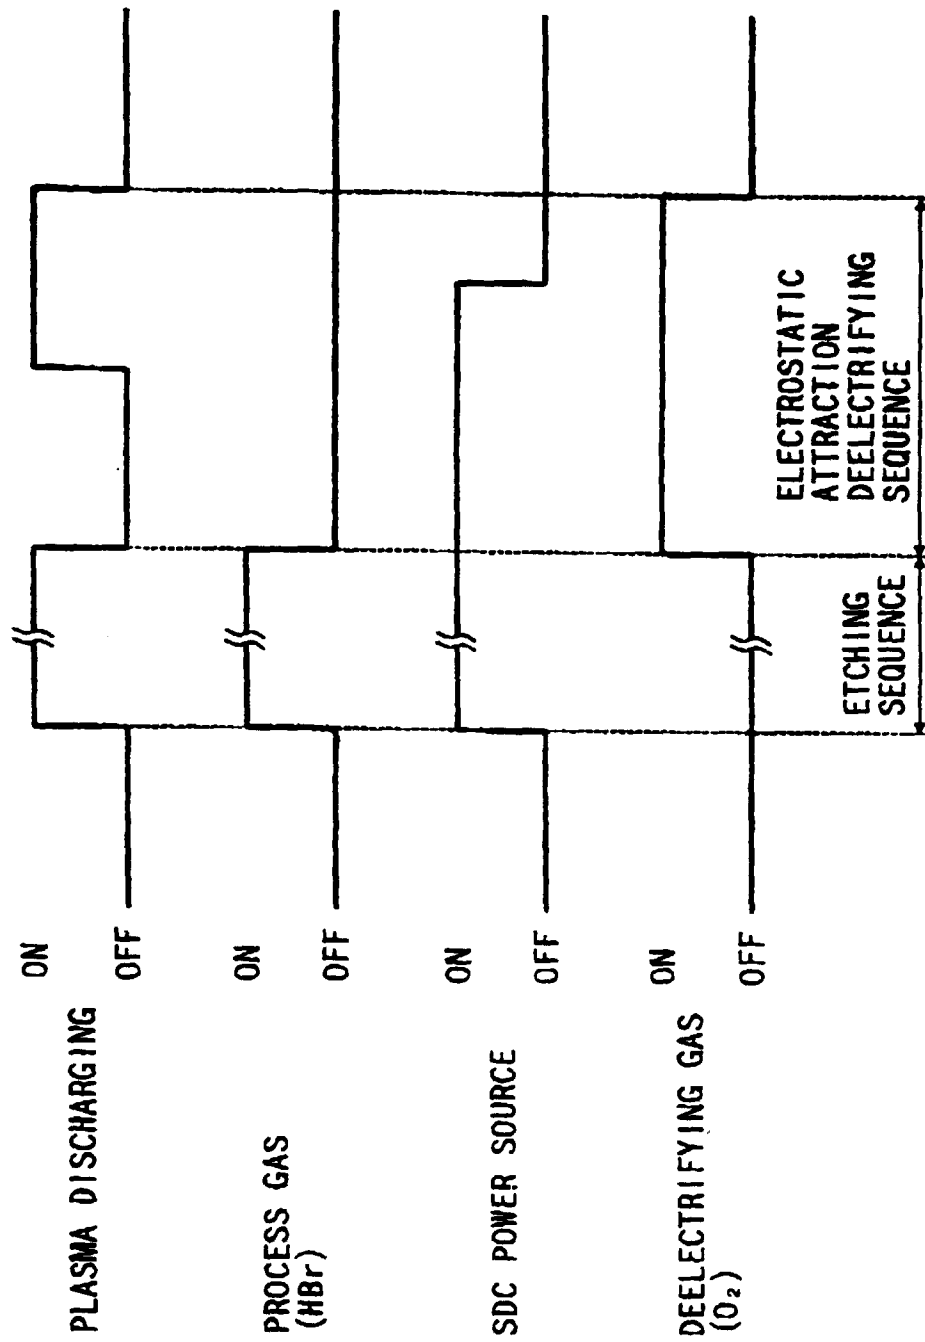 PLASMA DISCHARGING
ON
OFF
PROCESS GAS
(HBr)
ON
OFF
SDC POWER SOURCE
ON
OFF
DEELECTRIFYING GAS
(O₂)
ON
OFF
ETCHING
SEQUENCE
ELECTROSTATIC
ATTRACTION
DEELECTRIFYING
SEQUENCE